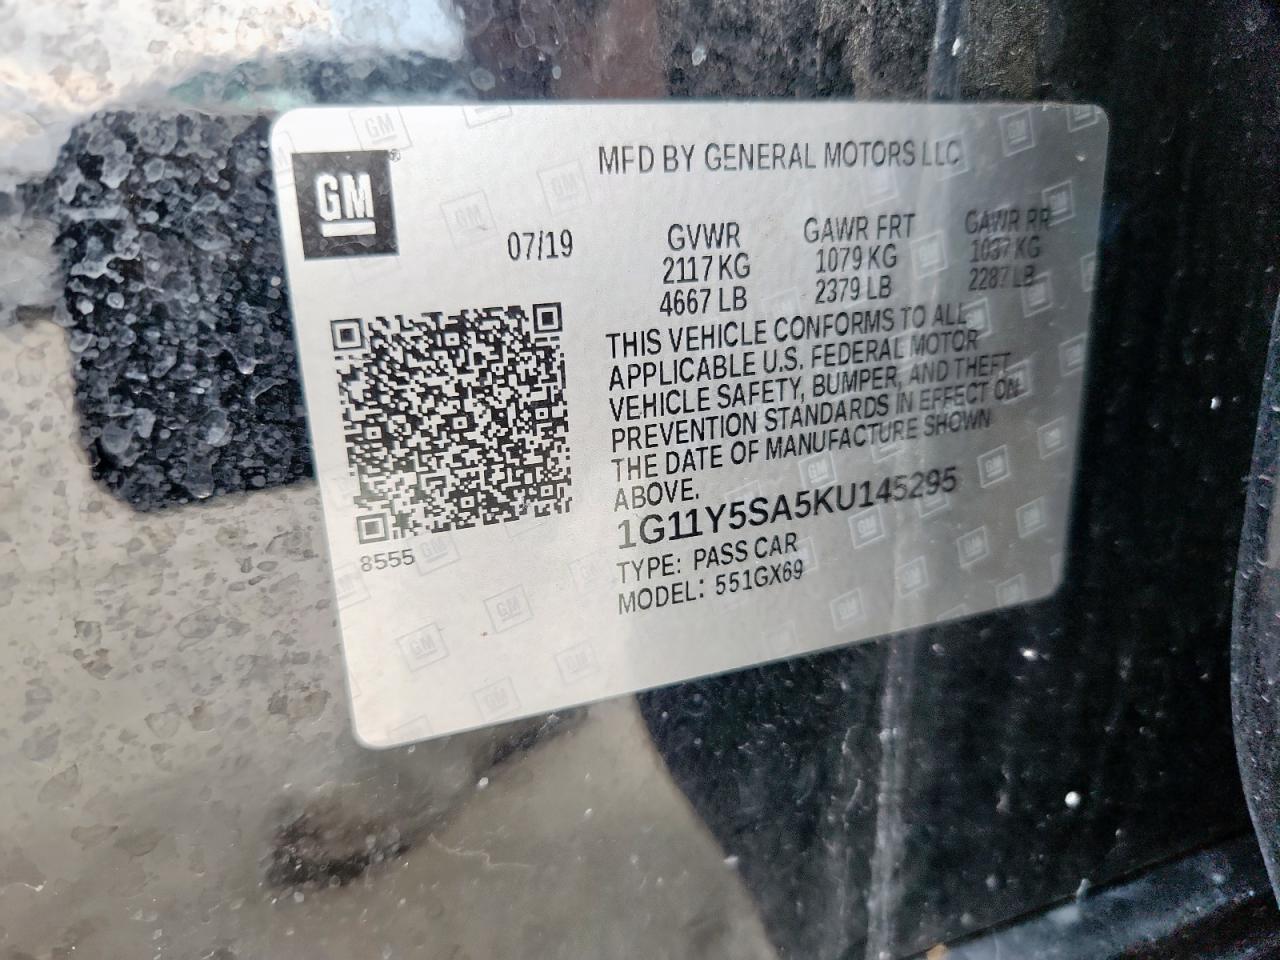 GM
MFD BY GENERAL MOTORS LLC
07/19
GVWR
2117 KG
4667 LB
GAWR FRT
1079 KG
2379 LB
GAWR RR
1037 KG
2287 LB
THIS VEHICLE CONFORMS TO ALL
APPLICABLE U.S. FEDERAL MOTOR
VEHICLE SAFETY, BUMPER, AND THEFT
PREVENTION STANDARDS IN EFFECT ON
THE DATE OF MANUFACTURE SHOWN
ABOVE.
1G11Y5SA5KU145295
TYPE: PASS CAR
MODEL: 551GX69
8555